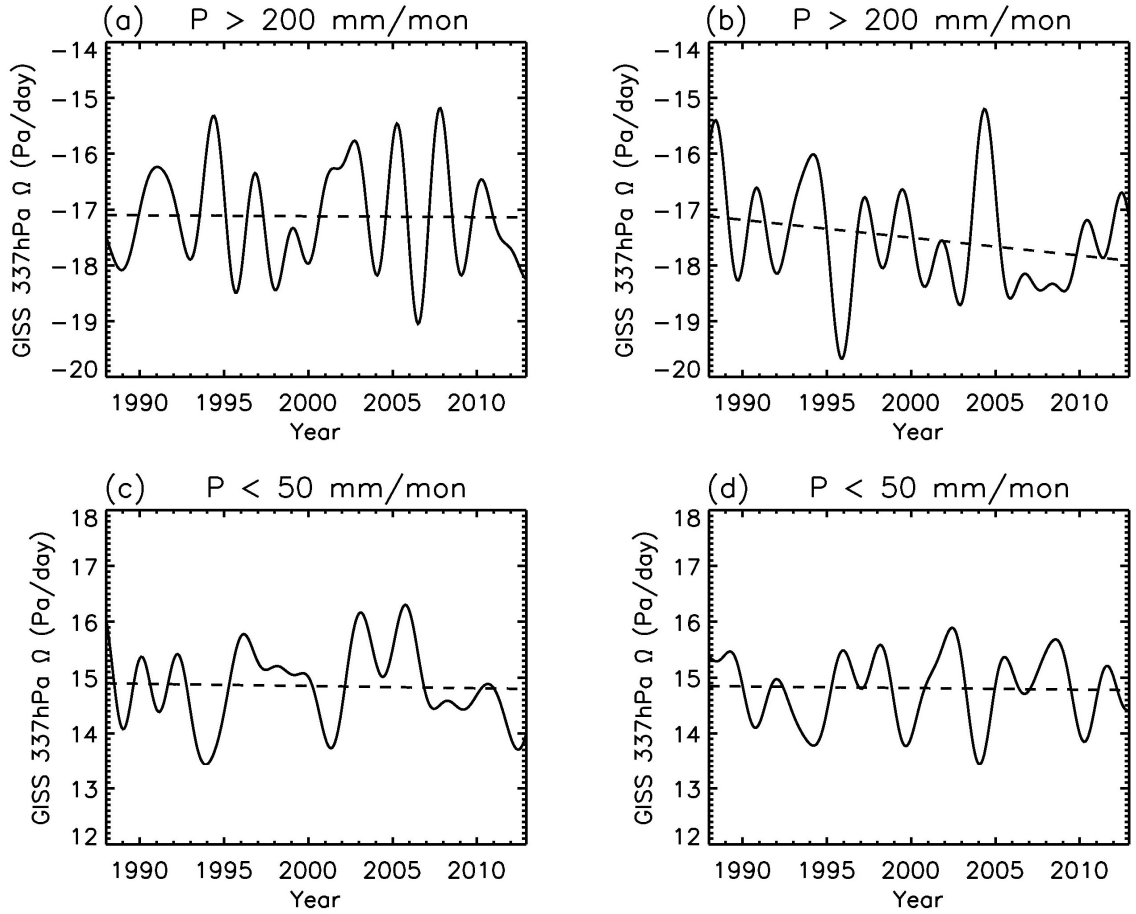 (a) P > 200 mm/mon
GISS 337hPa Ω (Pa/day)
−14
−15
−16
−17
−18
−19
−20
1990 1995 2000 2005 2010
Year
(b) P > 200 mm/mon
GISS 337hPa Ω (Pa/day)
−14
−15
−16
−17
−18
−19
−20
1990 1995 2000 2005 2010
Year
(c) P < 50 mm/mon
GISS 337hPa Ω (Pa/day)
18
17
16
15
14
13
12
1990 1995 2000 2005 2010
Year
(d) P < 50 mm/mon
GISS 337hPa Ω (Pa/day)
18
17
16
15
14
13
12
1990 1995 2000 2005 2010
Year